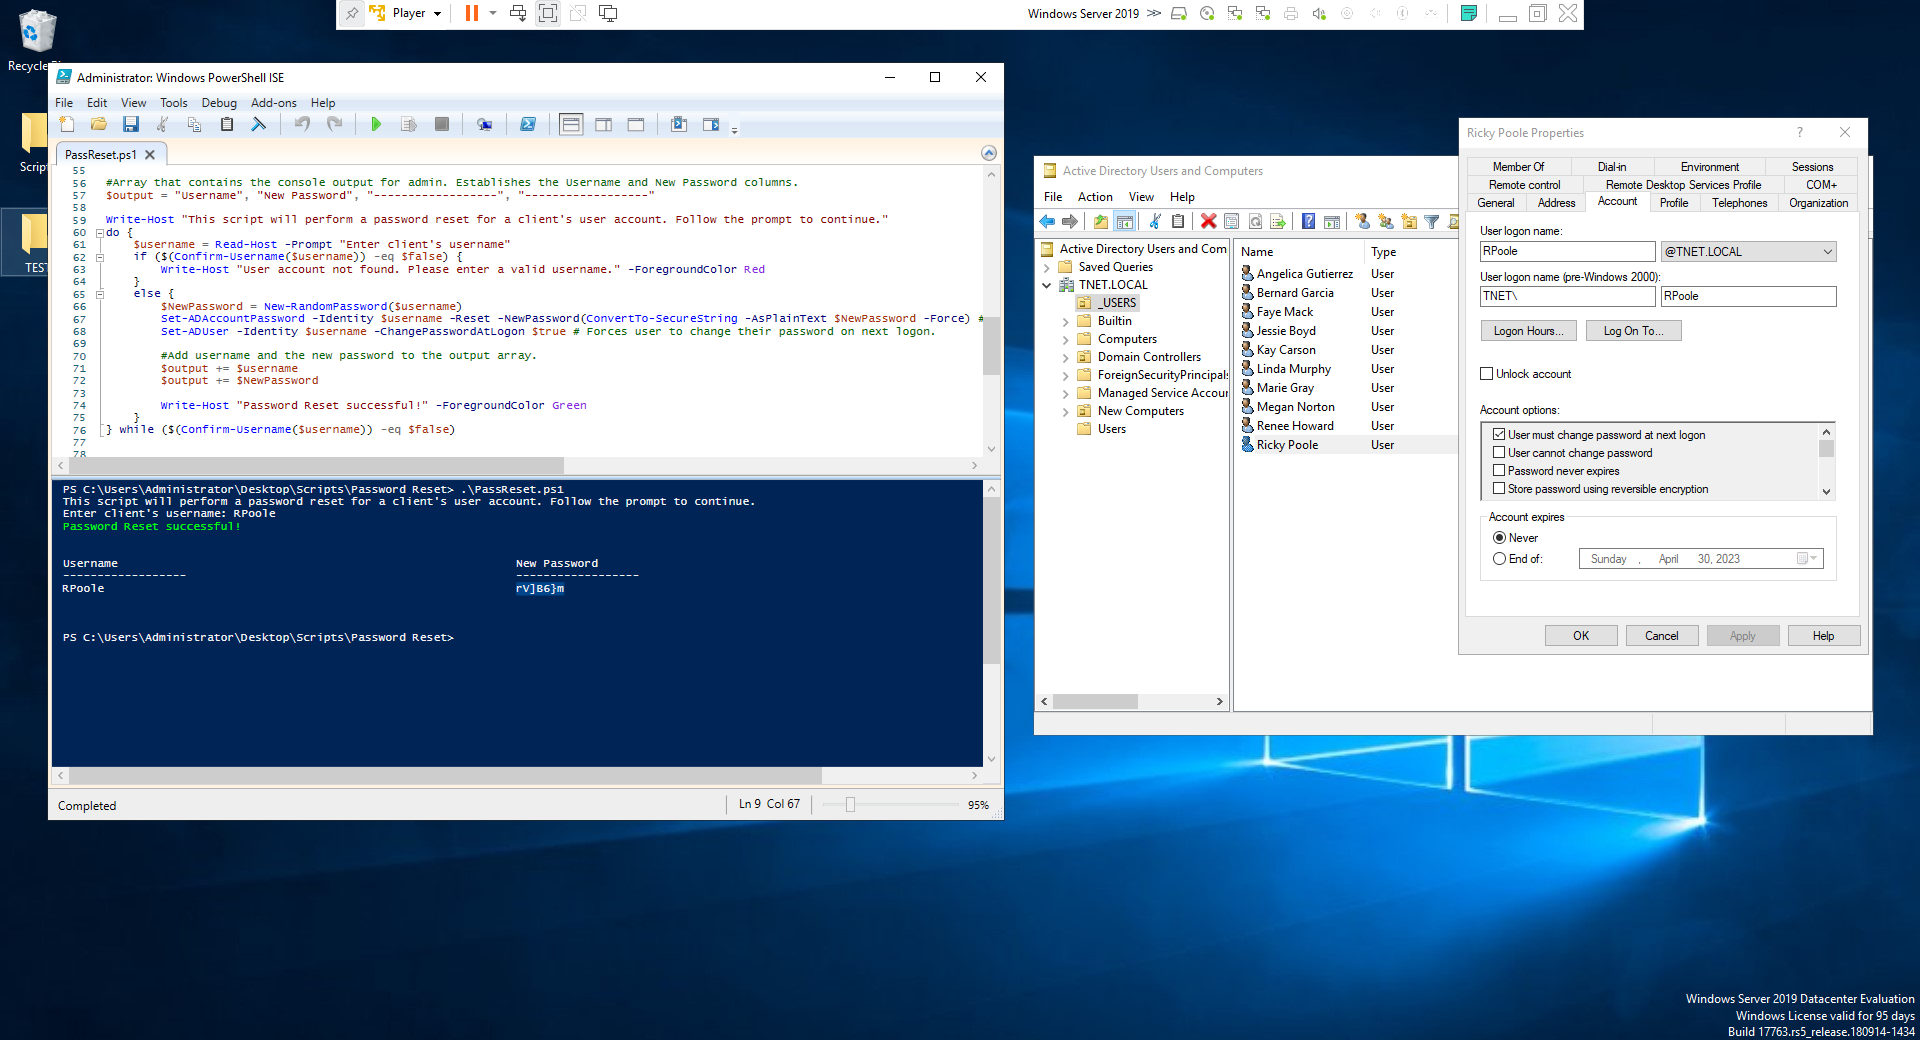 Recycle
Script
TEST
Player
Windows Server 2019
Administrator: Windows PowerShell ISE
File Edit View Tools Debug Add-ons Help
PassReset.ps1
55
56 #Array that contains the console output for admin. Establishes the Username and New Password columns.
57 $output = "Username", "New Password", "------------------", "------------------"
58
59 Write-Host "This script will perform a password reset for a client's user account. Follow the prompt to continue."
60 do {
61 $username = Read-Host -Prompt "Enter client's username"
62 if ($(Confirm-Username($username)) -eq $false) {
63 Write-Host "User account not found. Please enter a valid username." -ForegroundColor Red
64 }
65 else {
66 $NewPassword = New-RandomPassword($username)
67 Set-ADAccountPassword -Identity $username -Reset -NewPassword(ConvertTo-SecureString -AsPlainText $NewPassword -Force) #
68 Set-ADUser -Identity $username -ChangePasswordAtLogon $true # Forces user to change their password on next logon.
69
70 #Add username and the new password to the output array.
71 $output += $username
72 $output += $NewPassword
73
74 Write-Host "Password Reset successful!" -ForegroundColor Green
75 }
76 } while ($(Confirm-Username($username)) -eq $false)
77
78
PS C:\Users\Administrator\Desktop\Scripts\Password Reset> .\PassReset.ps1
This script will perform a password reset for a client's user account. Follow the prompt to continue.
Enter client's username: RPoole
Password Reset successful!
Username New Password
------------------ ------------------
RPoole rV]B6}m
PS C:\Users\Administrator\Desktop\Scripts\Password Reset>
Completed
Ln 9 Col 67
95%
Active Directory Users and Computers
File Action View Help
Active Directory Users and Com
Saved Queries
TNET.LOCAL
_USERS
Builtin
Computers
Domain Controllers
ForeignSecurityPrincipals
Managed Service Accour
New Computers
Users
Name Type
Angelica Gutierrez User
Bernard Garcia User
Faye Mack User
Jessie Boyd User
Kay Carson User
Linda Murphy User
Marie Gray User
Megan Norton User
Renee Howard User
Ricky Poole User
Ricky Poole Properties
?
Member Of Dial-in Environment Sessions
Remote control Remote Desktop Services Profile COM+
General Address Account Profile Telephones Organization
User logon name:
RPoole @TNET.LOCAL
User logon name (pre-Windows 2000):
TNET\ RPoole
Logon Hours... Log On To...
Unlock account
Account options:
User must change password at next logon
User cannot change password
Password never expires
Store password using reversible encryption
Account expires
Never
End of: Sunday , April 30, 2023
OK Cancel Apply Help
Windows Server 2019 Datacenter Evaluation
Windows License valid for 95 days
Build 17763.rs5_release.180914-1434